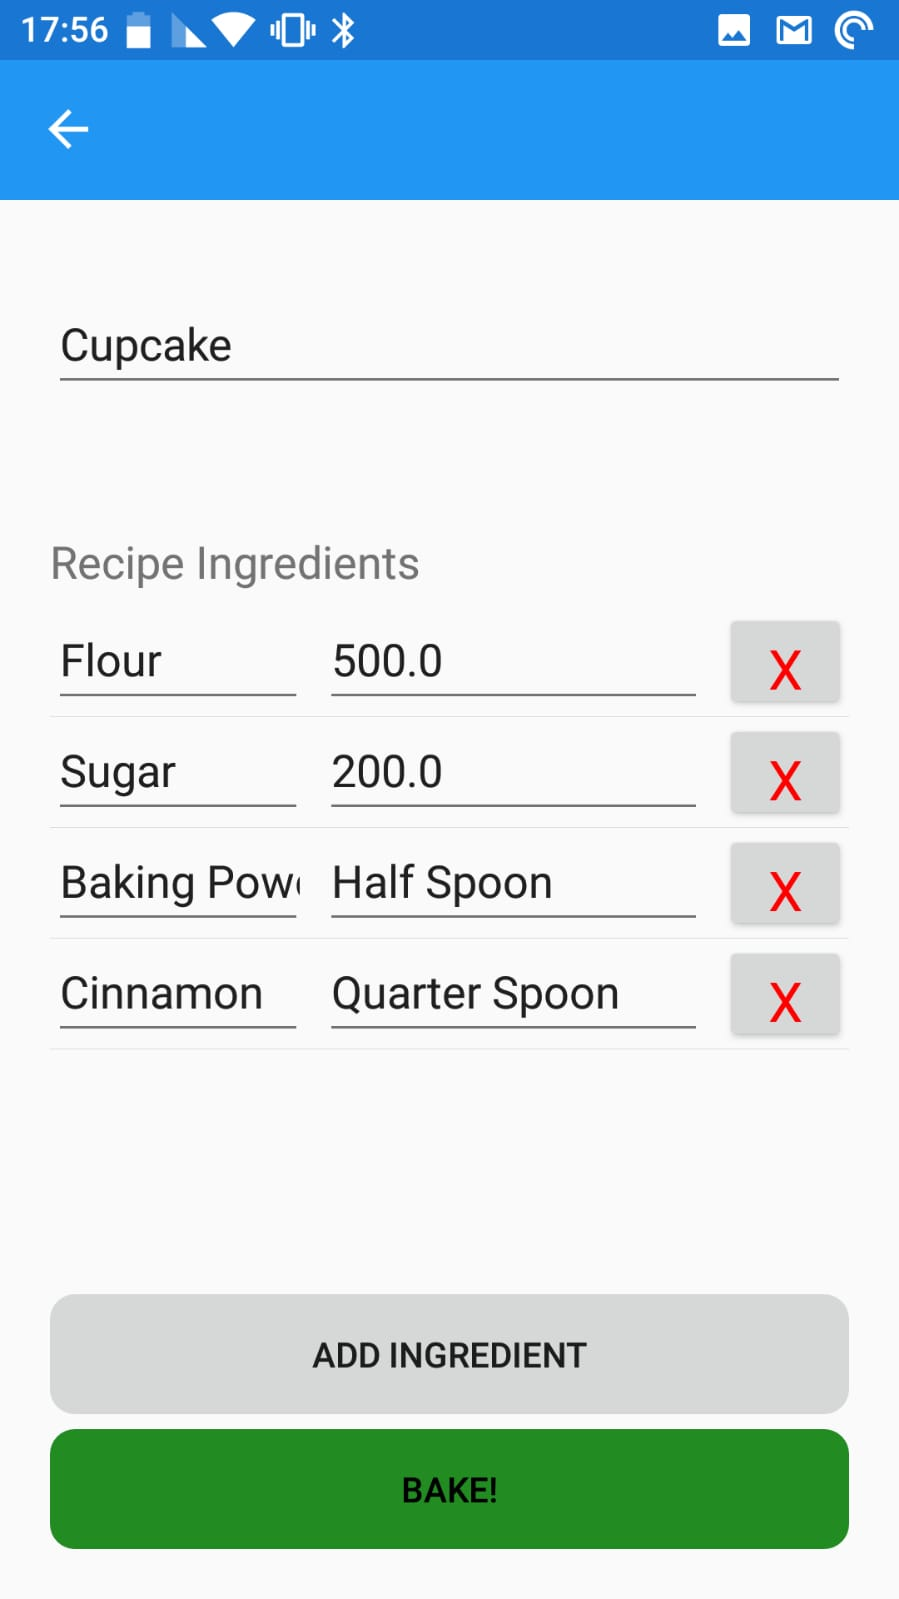 17:56
Cupcake
Recipe Ingredients
Flour 500.0 X
Sugar 200.0 X
Baking Pow Half Spoon X
Cinnamon Quarter Spoon X
ADD INGREDIENT
BAKE!